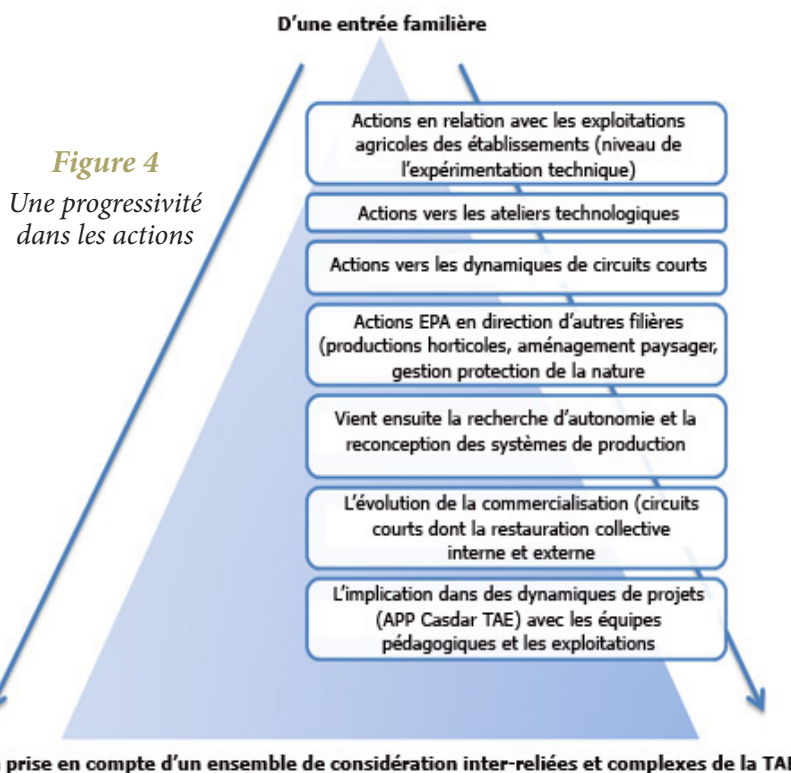 D'une entrée familière
Figure 4
Une progressivité
dans les actions
Actions en relation avec les exploitations
agricoles des établissements (niveau de
l'expérimentation technique)
Actions vers les ateliers technologiques
Actions vers les dynamiques de circuits courts
Actions EPA en direction d'autres filières
(productions horticoles, aménagement paysager,
gestion protection de la nature
Vient ensuite la recherche d'autonomie et la
reconception des systèmes de production
L'évolution de la commercialisation (circuits
courts dont la restauration collective
interne et externe
L'implication dans des dynamiques de projets
(APP Casdar TAE) avec les équipes
pédagogiques et les exploitations
prise en compte d'un ensemble de considération inter-reliées et complexes de la